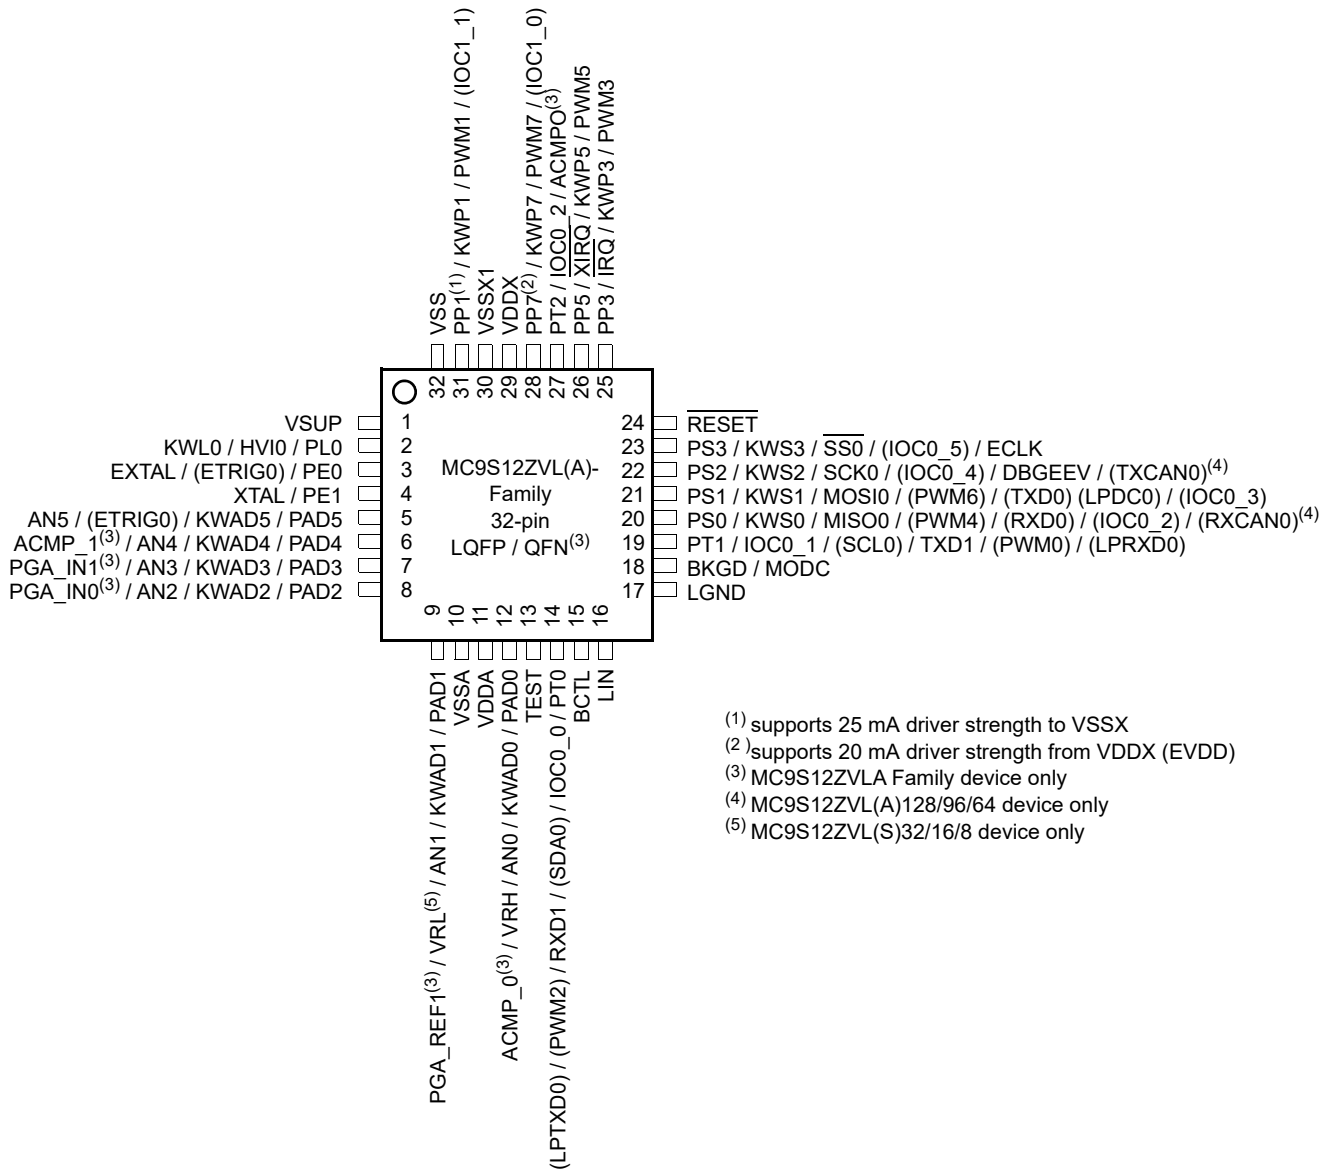 VSS
PP1(1) / KWP1 / PWM1 / (IOC1_1)
VSSX1
VDDX
PP7(2) / KWP7 / PWM7 / (IOC1_0)
PT2 / IOC0_2 / ACMPO(3)
PP5 / XIRQ / KWP5 / PWM5
PP3 / IRQ / KWP3 / PWM3
32
31
30
29
28
27
26
25
VSUP 1
KWL0 / HVI0 / PL0 2
EXTAL / (ETRIG0) / PE0 3
XTAL / PE1 4
AN5 / (ETRIG0) / KWAD5 / PAD5 5
ACMP_1(3) / AN4 / KWAD4 / PAD4 6
PGA_IN1(3) / AN3 / KWAD3 / PAD3 7
PGA_IN0(3) / AN2 / KWAD2 / PAD2 8
MC9S12ZVL(A)-
Family
32-pin
LQFP / QFN(3)
24 RESET
23 PS3 / KWS3 / SS0 / (IOC0_5) / ECLK
22 PS2 / KWS2 / SCK0 / (IOC0_4) / DBGEEV / (TXCAN0)(4)
21 PS1 / KWS1 / MOSI0 / (PWM6) / (TXD0) (LPDC0) / (IOC0_3)
20 PS0 / KWS0 / MISO0 / (PWM4) / (RXD0) / (IOC0_2) / (RXCAN0)(4)
19 PT1 / IOC0_1 / (SCL0) / TXD1 / (PWM0) / (LPRXD0)
18 BKGD / MODC
17 LGND
9
10
11
12
13
14
15
16
PGA_REF1(3) / VRL(5) / AN1 / KWAD1 / PAD1
VSSA
VDDA
ACMP_0(3) / VRH / AN0 / KWAD0 / PAD0
TEST
(LPTXD0) / (PWM2) / RXD1 / (SDA0) / IOC0_0 / PT0
BCTL
LIN
(1) supports 25 mA driver strength to VSSX
(2 )supports 20 mA driver strength from VDDX (EVDD)
(3) MC9S12ZVLA Family device only
(4) MC9S12ZVL(A)128/96/64 device only
(5) MC9S12ZVL(S)32/16/8 device only